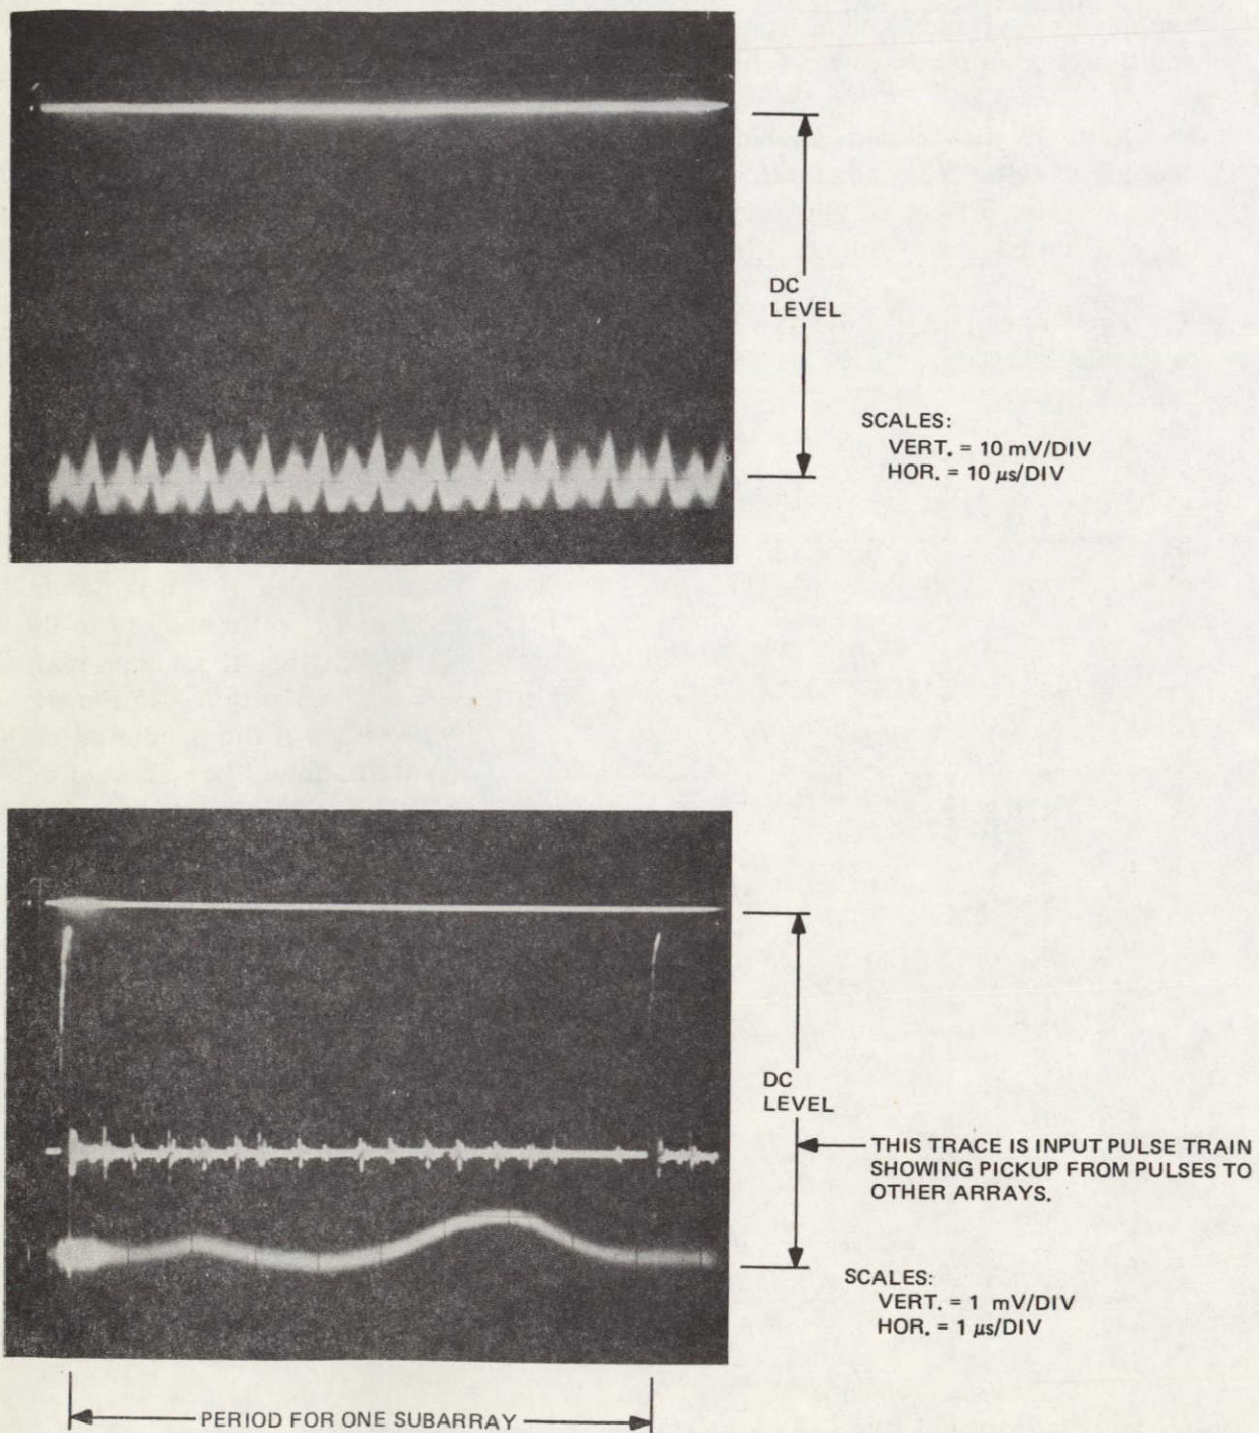 DC
LEVEL
SCALES:
VERT. = 10 mV/DIV
HOR. = 10 μs/DIV
DC
LEVEL
THIS TRACE IS INPUT PULSE TRAIN
SHOWING PICKUP FROM PULSES TO
OTHER ARRAYS.
SCALES:
VERT. = 1 mV/DIV
HOR. = 1 μs/DIV
PERIOD FOR ONE SUBARRAY